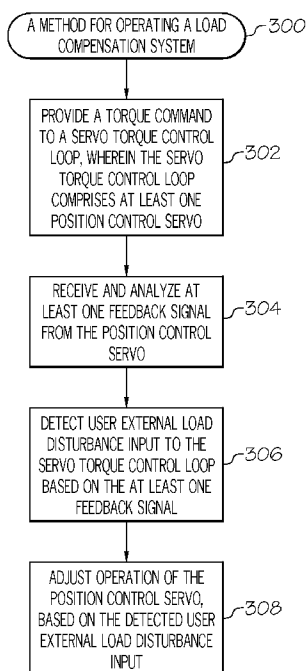 A METHOD FOR OPERATING A LOAD
COMPENSATION SYSTEM
300
PROVIDE A TORQUE COMMAND
TO A SERVO TORQUE CONTROL
LOOP, WHEREIN THE SERVO
TORQUE CONTROL LOOP
COMPRISES AT LEAST ONE
POSITION CONTROL SERVO
302
RECEIVE AND ANALYZE AT
LEAST ONE FEEDBACK SIGNAL
FROM THE POSITION CONTROL
SERVO
304
DETECT USER EXTERNAL LOAD
DISTURBANCE INPUT TO THE
SERVO TORQUE CONTROL LOOP
BASED ON THE AT LEAST ONE
FEEDBACK SIGNAL
306
ADJUST OPERATION OF THE
POSITION CONTROL SERVO,
BASED ON THE DETECTED USER
EXTERNAL LOAD DISTURBANCE
INPUT
308